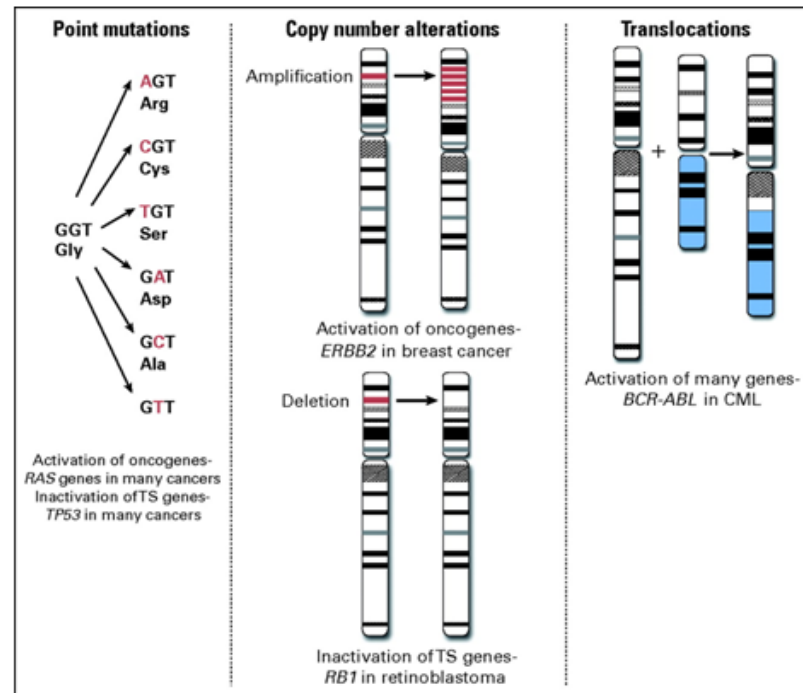 Point mutations
AGT
Arg
CGT
Cys
GGT
Gly
TGT
Ser
GAT
Asp
GCT
Ala
GTT
Activation of oncogenes-
RAS genes in many cancers
Inactivation of TS genes-
TP53 in many cancers
Copy number alterations
Amplification
Activation of oncogenes-
ERBB2 in breast cancer
Deletion
Inactivation of TS genes-
RB1 in retinoblastoma
Translocations
+
Activation of many genes-
BCR-ABL in CML